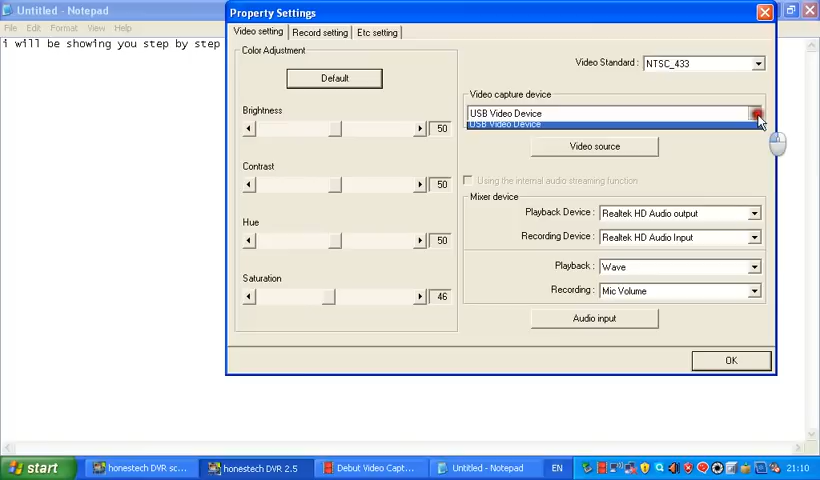 Untitled - Notepad
File Edit Format View Help
i will be showing you step by step
Property Settings
Video setting Record setting Etc setting
Color Adjustment
Default
Brightness
50
Contrast
50
Hue
50
Saturation
46
Video Standard : NTSC_433
Video capture device
USB Video Device
USB Video Device
Video source
Using the internal audio streaming function
Mixer device
Playback Device : Realtek HD Audio output
Recording Device : Realtek HD Audio Input
Playback : Wave
Recording : Mic Volume
Audio input
OK
start honestech DVR sc... honestech DVR 2.5 Debut Video Capt... Untitled - Notepad EN 21:10